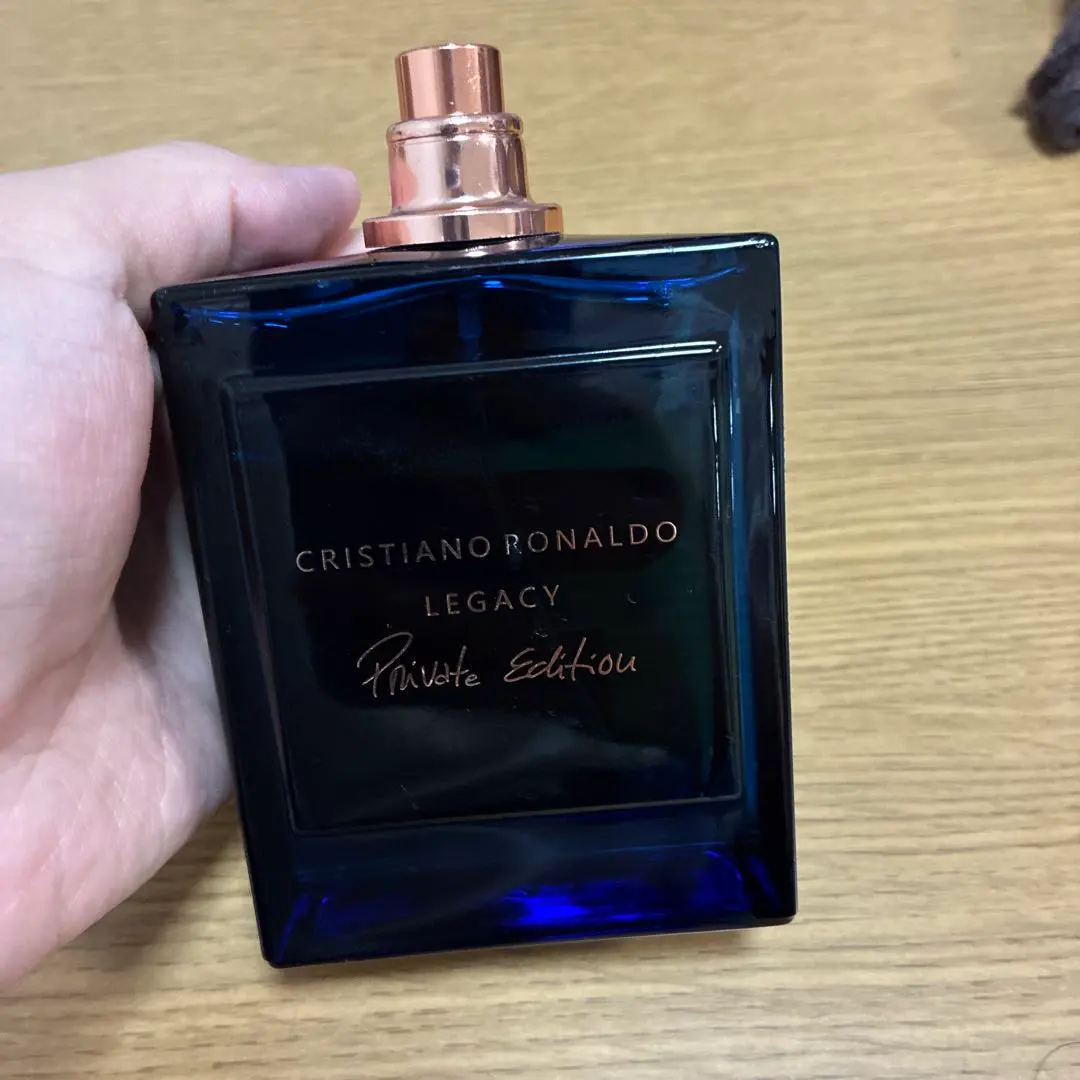 CRISTIANO RONALDO
LEGACY
Private Edition